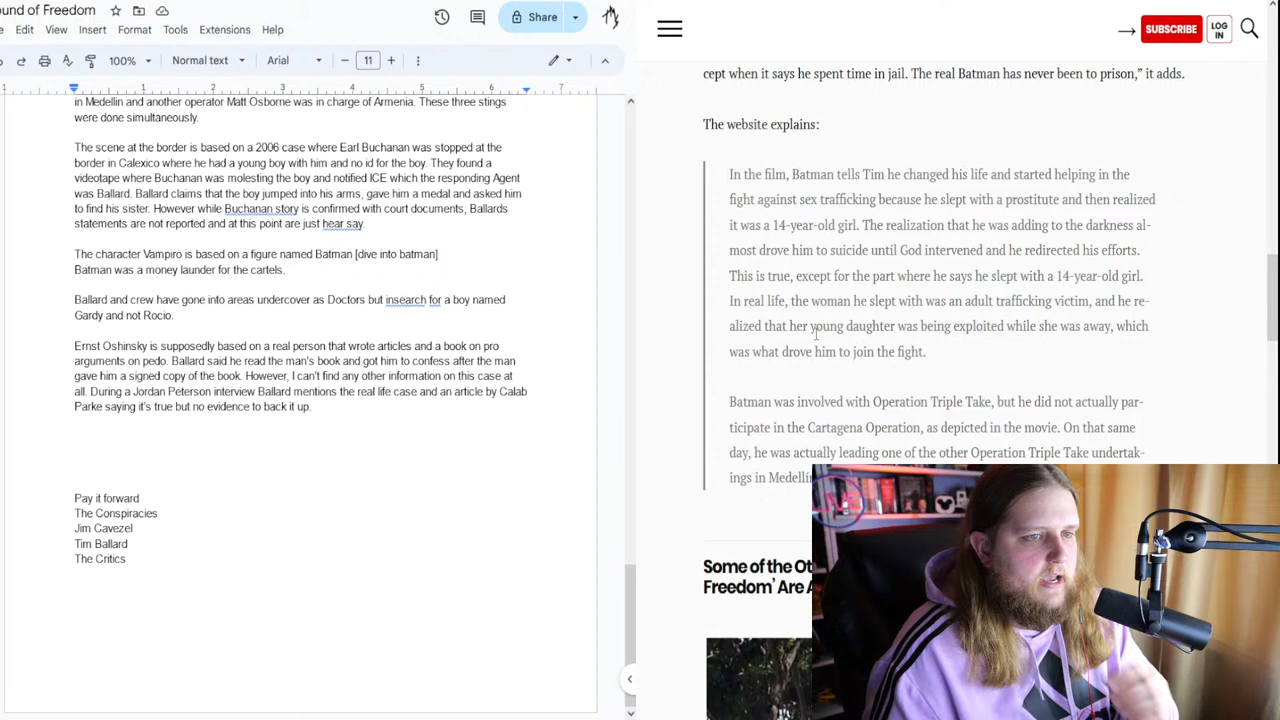 ound of Freedom
Edit View Insert Format Tools Extensions Help
Share
100% Normal text Arial 11
1 1 2 3 4 5 6 7
in Medellin and another operator Matt Osborne was in charge of Armenia. These three stings
were done simultaneously.
The scene at the border is based on a 2006 case where Earl Buchanan was stopped at the
border in Calexico where he had a young boy with him and no id for the boy. They found a
videotape where Buchanan was molesting the boy and notified ICE which the responding Agent
was Ballard. Ballard claims that the boy jumped into his arms, gave him a medal and asked him
to find his sister. However while Buchanan story is confirmed with court documents, Ballards
statements are not reported and at this point are just hear say.
The character Vampiro is based on a figure named Batman [dive into batman]
Batman was a money launder for the cartels.
Ballard and crew have gone into areas undercover as Doctors but insearch for a boy named
Gardy and not Rocio.
Ernst Oshinsky is supposedly based on a real person that wrote articles and a book on pro
arguments on pedo. Ballard said he read the man's book and got him to confess after the man
gave him a signed copy of the book. However, I can't find any other information on this case at
all. During a Jordan Peterson interview Ballard mentions the real life case and an article by Calab
Parke saying it's true but no evidence to back it up.
Pay it forward
The Conspiracies
Jim Cavezel
Tim Ballard
The Critics
SUBSCRIBE
LOG
IN
cept when it says he spent time in jail. The real Batman has never been to prison,” it adds.
The website explains:
In the film, Batman tells Tim he changed his life and started helping in the
fight against sex trafficking because he slept with a prostitute and then realized
it was a 14-year-old girl. The realization that he was adding to the darkness al-
most drove him to suicide until God intervened and he redirected his efforts.
This is true, except for the part where he says he slept with a 14-year-old girl.
In real life, the woman he slept with was an adult trafficking victim, and he re-
alized that her young daughter was being exploited while she was away, which
was what drove him to join the fight.
Batman was involved with Operation Triple Take, but he did not actually par-
ticipate in the Cartagena Operation, as depicted in the movie. On that same
day, he was actually leading one of the other Operation Triple Take undertak-
ings in Medellí
Some of the Ot
Freedom’ Are A